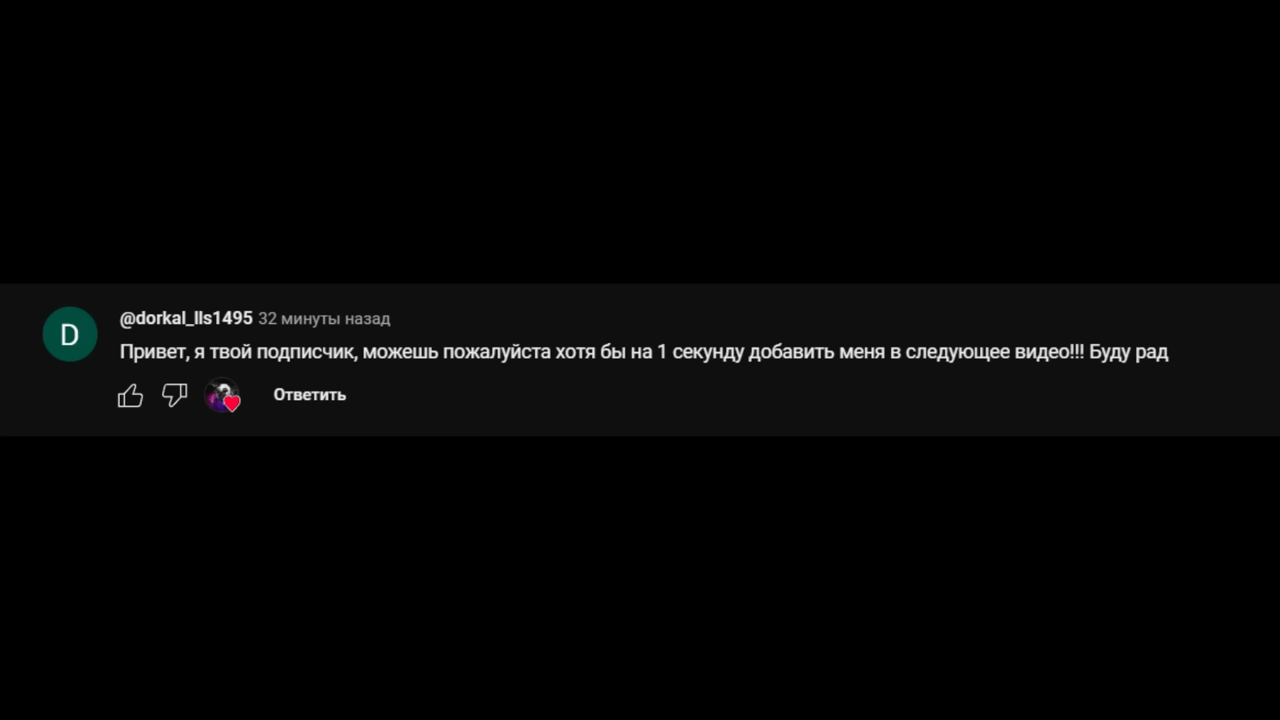 D
@dorkal_lls1495 32 минуты назад
Привет, я твой подписчик, можешь пожалуйста хотя бы на 1 секунду добавить меня в следующее видео!!! Буду рад
Ответить